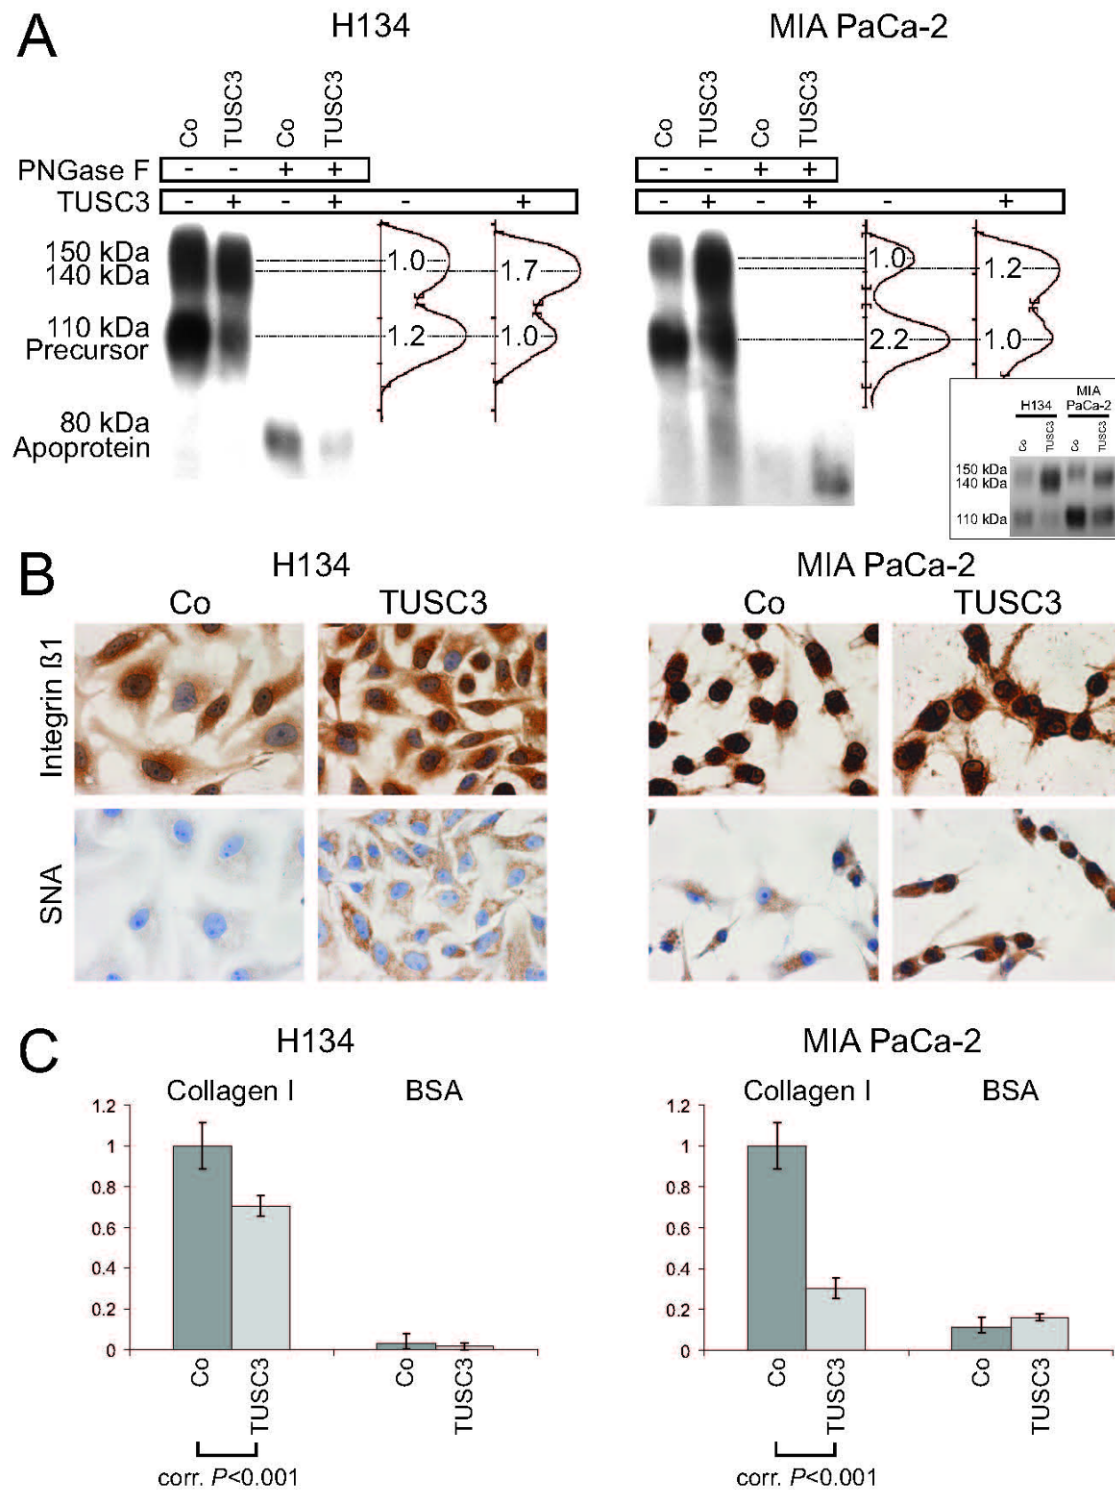 A
H134
MIA PaCa-2
Co
TUSC3
Co
TUSC3
Co
TUSC3
Co
TUSC3
PNGase F - - + +
- - + +
TUSC3 - + - + - +
- + - + - +
150 kDa
140 kDa
110 kDa
Precursor
80 kDa
Apoprotein
1.0
1.7
1.2
1.0
1.0
1.2
2.2
1.0
H134
MIA
PaCa-2
Co
TUSC3
Co
TUSC3
150 kDa
140 kDa
110 kDa
B
H134
MIA PaCa-2
Co
TUSC3
Co
TUSC3
Integrin ß1
SNA
C
H134
MIA PaCa-2
Collagen I
BSA
Collagen I
BSA
1.2
1
0.8
0.6
0.4
0.2
0
1.2
1
0.8
0.6
0.4
0.2
0
Co
TUSC3
Co
TUSC3
Co
TUSC3
Co
TUSC3
corr. P<0.001
corr. P<0.001